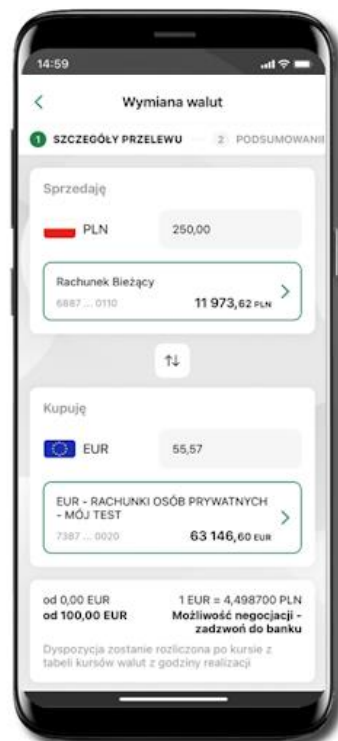 14:59
Wymiana walut
1 SZCZEGÓŁY PRZELEWU 2 PODSUMOWANIE
Sprzedaję
PLN 250,00
Rachunek Bieżący
6887 ... 0110 11 973,62 PLN
Kupuję
EUR 55,57
EUR - RACHUNKI OSÓB PRYWATNYCH
- MÓJ TEST
7387 ... 0020 63 146,60 EUR
od 0,00 EUR 1 EUR = 4,498700 PLN
od 100,00 EUR Możliwość negocjacji -
zadzwoń do banku
Dyspozycja zostanie rozliczona po kursie z
tabeli kursów walut z godziny realizacji